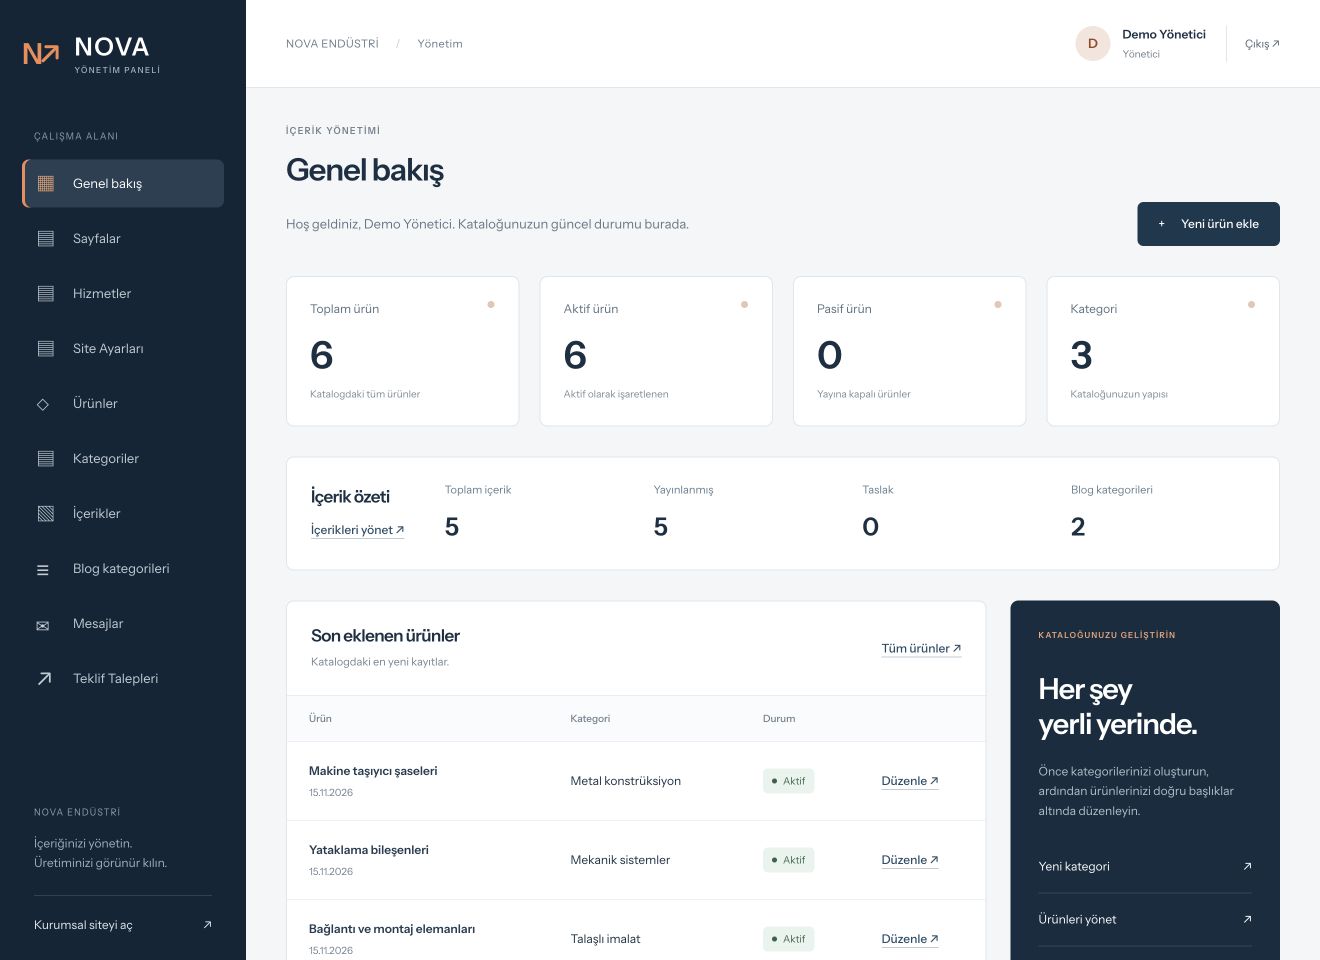 NOVA
YÖNETİM PANELİ
ÇALIŞMA ALANI
Genel bakış
Sayfalar
Hizmetler
Site Ayarları
Ürünler
Kategoriler
İçerikler
Blog kategorileri
Mesajlar
Teklif Talepleri
NOVA ENDÜSTRİ
İçeriğinizi yönetin.
Üretiminizi görünür kılın.
Kurumsal siteyi aç ↗
NOVA ENDÜSTRİ / Yönetim
D
Demo Yönetici
Yönetici
Çıkış ↗
İÇERİK YÖNETİMİ
Genel bakış
Hoş geldiniz, Demo Yönetici. Kataloğunuzun güncel durumu burada.
+ Yeni ürün ekle
Toplam ürün
6
Katalogdaki tüm ürünler
Aktif ürün
6
Aktif olarak işaretlenen
Pasif ürün
0
Yayına kapalı ürünler
Kategori
3
Kataloğunuzun yapısı
İçerik özeti
İçerikleri yönet ↗
Toplam içerik
5
Yayınlanmış
5
Taslak
0
Blog kategorileri
2
Son eklenen ürünler
Katalogdaki en yeni kayıtlar.
Tüm ürünler ↗
Ürün Kategori Durum
Makine taşıyıcı şaseleri
15.11.2026
Metal konstrüksiyon
Aktif
Düzenle ↗
Yataklama bileşenleri
15.11.2026
Mekanik sistemler
Aktif
Düzenle ↗
Bağlantı ve montaj elemanları
15.11.2026
Talaşlı imalat
Aktif
Düzenle ↗
KATALOĞUNUZU GELİŞTİRİN
Her şey
yerli yerinde.
Önce kategorilerinizi oluşturun,
ardından ürünlerinizi doğru başlıklar
altında düzenleyin.
Yeni kategori ↗
Ürünleri yönet ↗